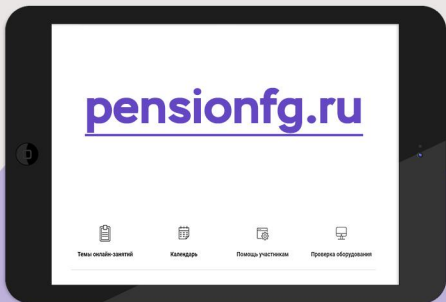 pensionfg.ru
Темы онлайн-занятий
Календарь
Помощь участникам
Проверка оборудования